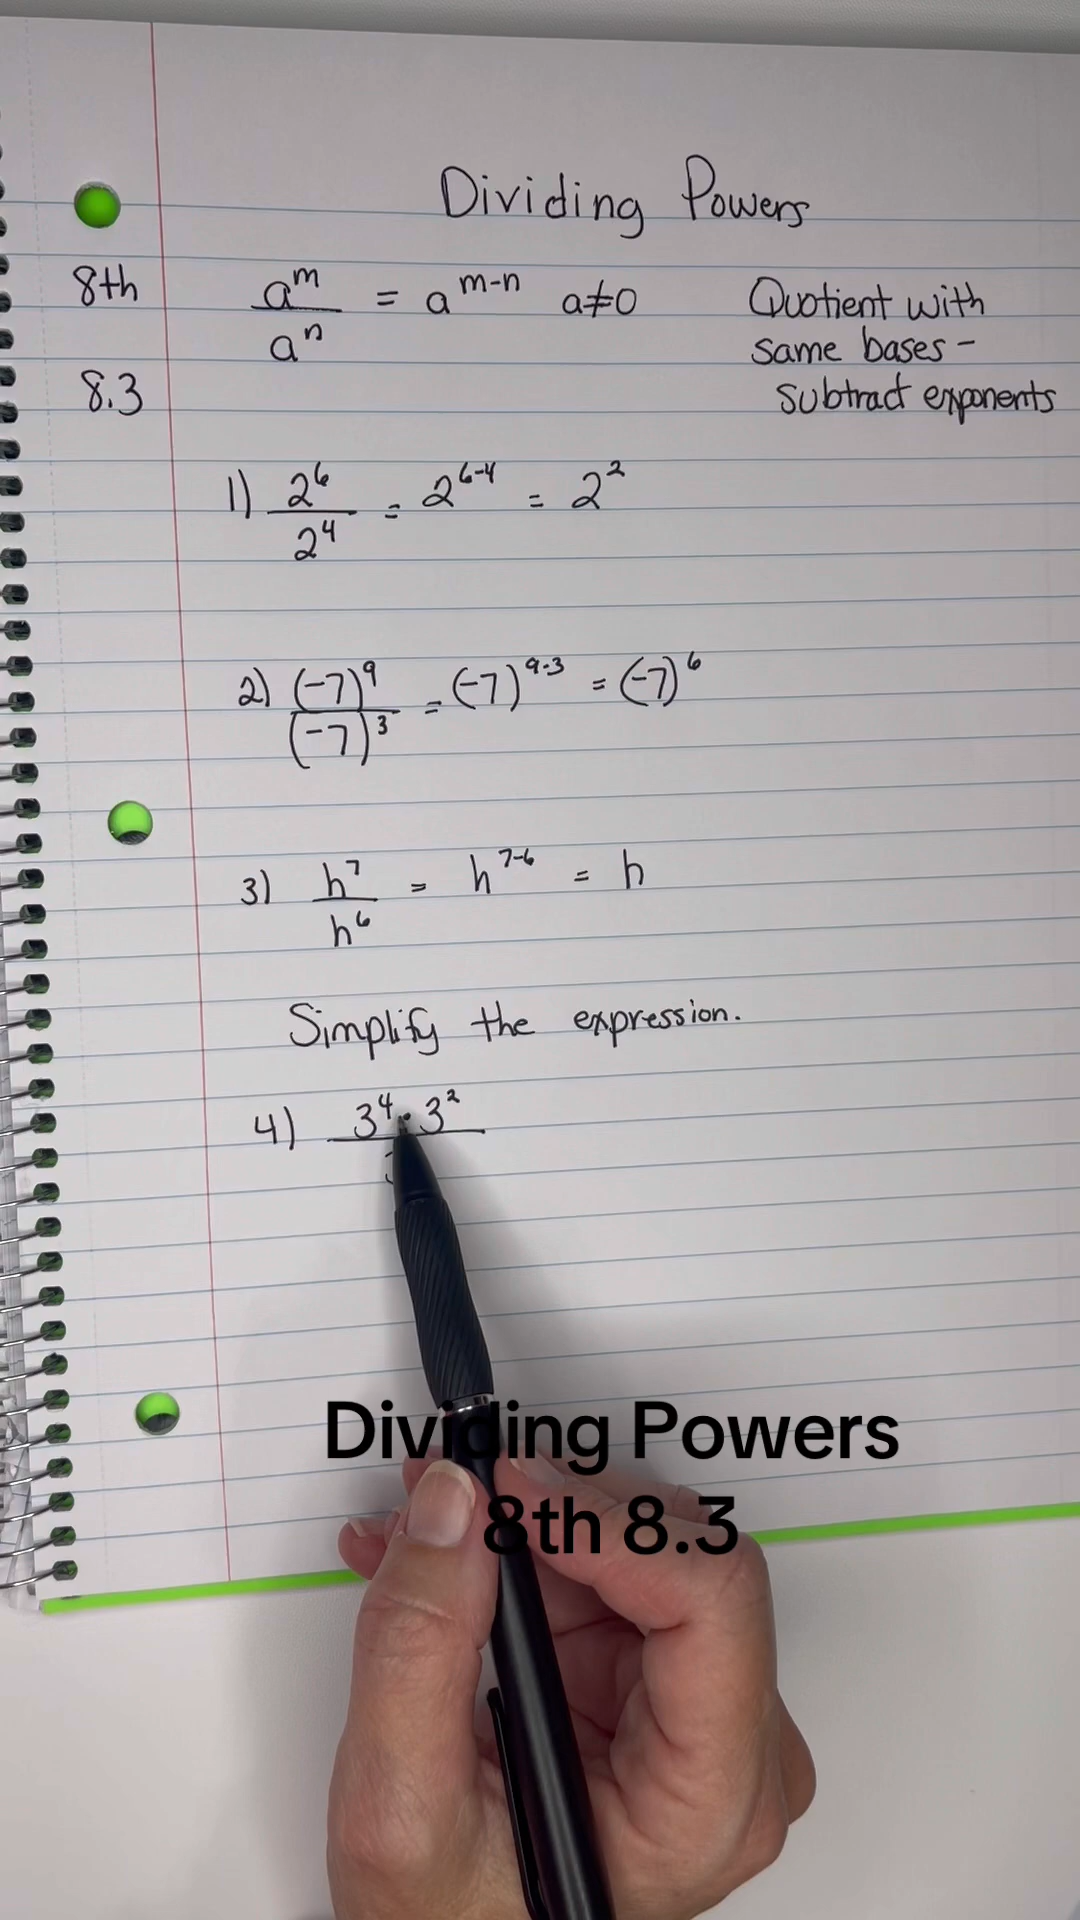 Dividing Powers
8th a^m/a^n = a^(m-n) a≠0 Quotient with
same bases -
8.3 subtract exponents
1) 2^6/2^4 = 2^(6-4) = 2^2
2) (-7)^9/(-7)^3 = (-7)^(9-3) = (-7)^6
3) h^7/h^6 = h^(7-6) = h
Simplify the expression.
4) 3^4 · 3^2
Dividing Powers
8th 8.3